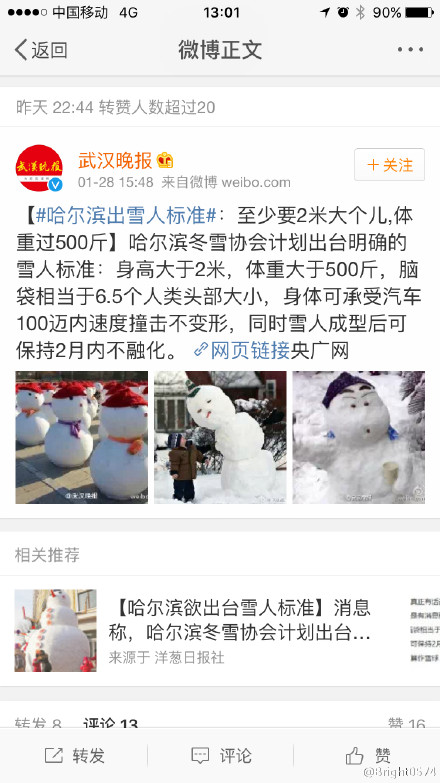 中国移动 4G 13:01 90%
返回 微博正文
昨天 22:44 转赞人数超过20
武汉晚报
武汉晚报 +关注
01-28 15:48 来自微博 weibo.com
【#哈尔滨出雪人标准#：至少要2米大个儿,体
重过500斤】哈尔滨冬雪协会计划出台明确的
雪人标准：身高大于2米，体重大于500斤，脑
袋相当于6.5个人类头部大小，身体可承受汽车
100迈内速度撞击不变形，同时雪人成型后可
保持2月内不融化。 网页链接央广网
@武汉晚报
相关推荐
【哈尔滨欲出台雪人标准】消息
称，哈尔滨冬雪协会计划出台...
来源于 洋葱日报社
转发 8 评论 13 赞 16
转发 评论 赞
@Bright0574